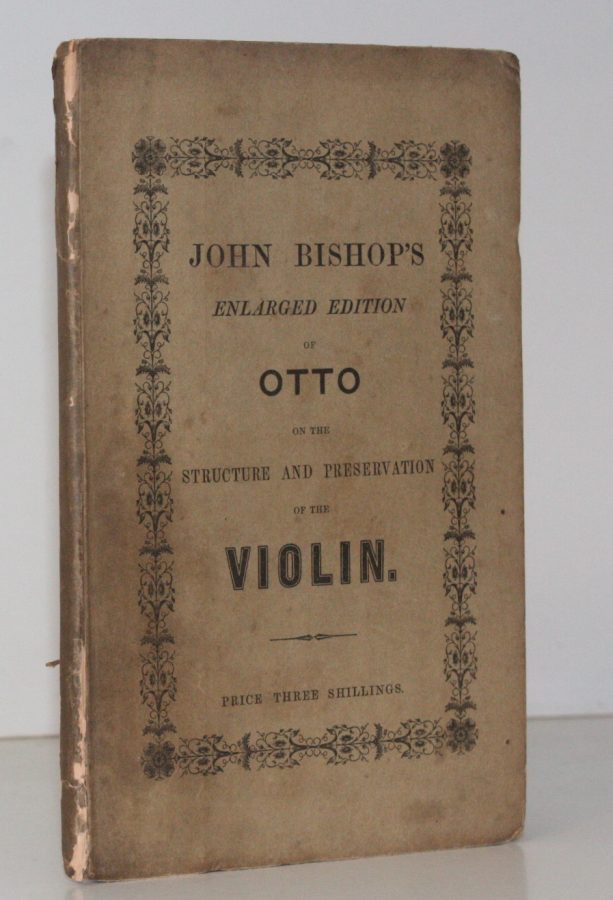 JOHN BISHOP'S
ENLARGED EDITION
OF
OTTO
ON THE
STRUCTURE AND PRESERVATION
OF THE
VIOLIN.
PRICE THREE SHILLINGS.